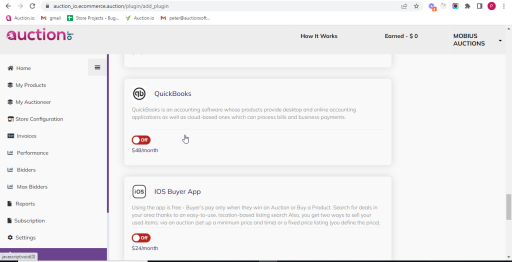 auction_io.ecommerce.auction/plugin/add_plugin
Auction.io
gmail
Store Projects - Bug...
Auction.io
peter@auctionsoft...
auction io
How It Works
Earned - $ 0
MOBIUS
AUCTIONS
Home
My Products
My Auctioneer
Store Configuration
Invoices
Performance
Bidders
Max Bidders
Reports
Subscription
Settings
qb
QuickBooks
QuickBooks is an accounting software whose products provide desktop and online accounting
applications as well as cloud-based ones which can process bills and business payments.
Off
$48/month
iOS
IOS Buyer App
Using the app is free - Buyer's pay only when they win an Auction or Buy a Product. Search for deals in
your area thanks to an easy-to-use, location-based listing search Also, you get two ways to sell your
used items: via an auction (set up a minimum price and time) or a fixed price listing (you define the price).
Off
$24/month
javascript:void(0)